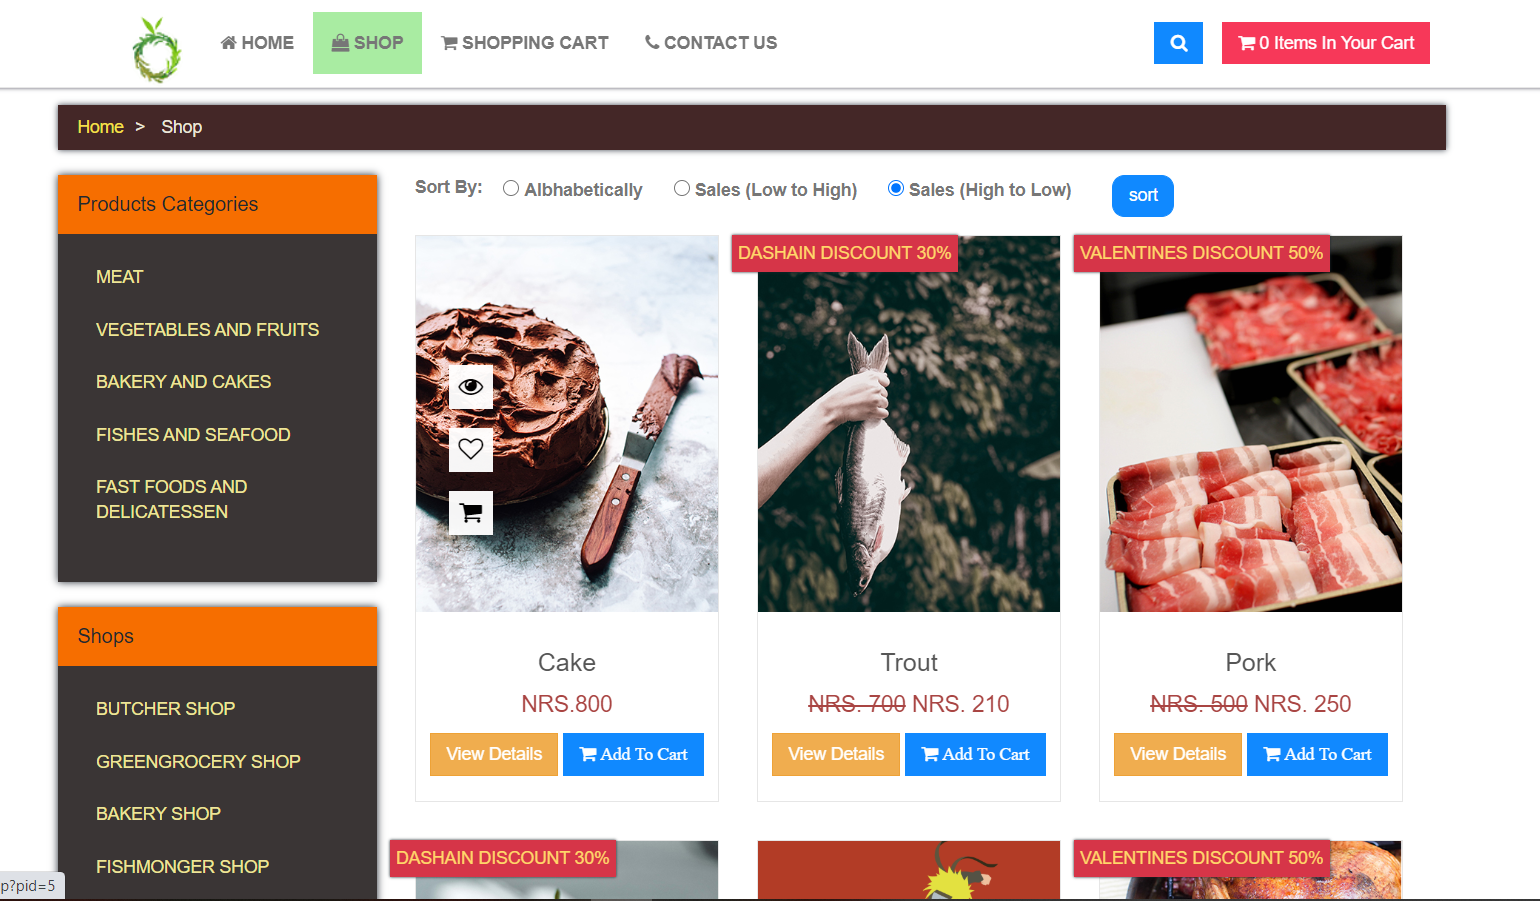 HOME
SHOP
SHOPPING CART
CONTACT US
0 Items In Your Cart
Home > Shop
Products Categories
MEAT
VEGETABLES AND FRUITS
BAKERY AND CAKES
FISHES AND SEAFOOD
FAST FOODS AND
DELICATESSEN
Shops
BUTCHER SHOP
GREENGROCERY SHOP
BAKERY SHOP
FISHMONGER SHOP
Sort By:
Albhabetically
Sales (Low to High)
Sales (High to Low)
sort
Cake
NRS.800
View Details
Add To Cart
DASHAIN DISCOUNT 30%
Trout
NRS. 700 NRS. 210
View Details
Add To Cart
VALENTINES DISCOUNT 50%
Pork
NRS. 500 NRS. 250
View Details
Add To Cart
DASHAIN DISCOUNT 30%
VALENTINES DISCOUNT 50%
p?pid=5